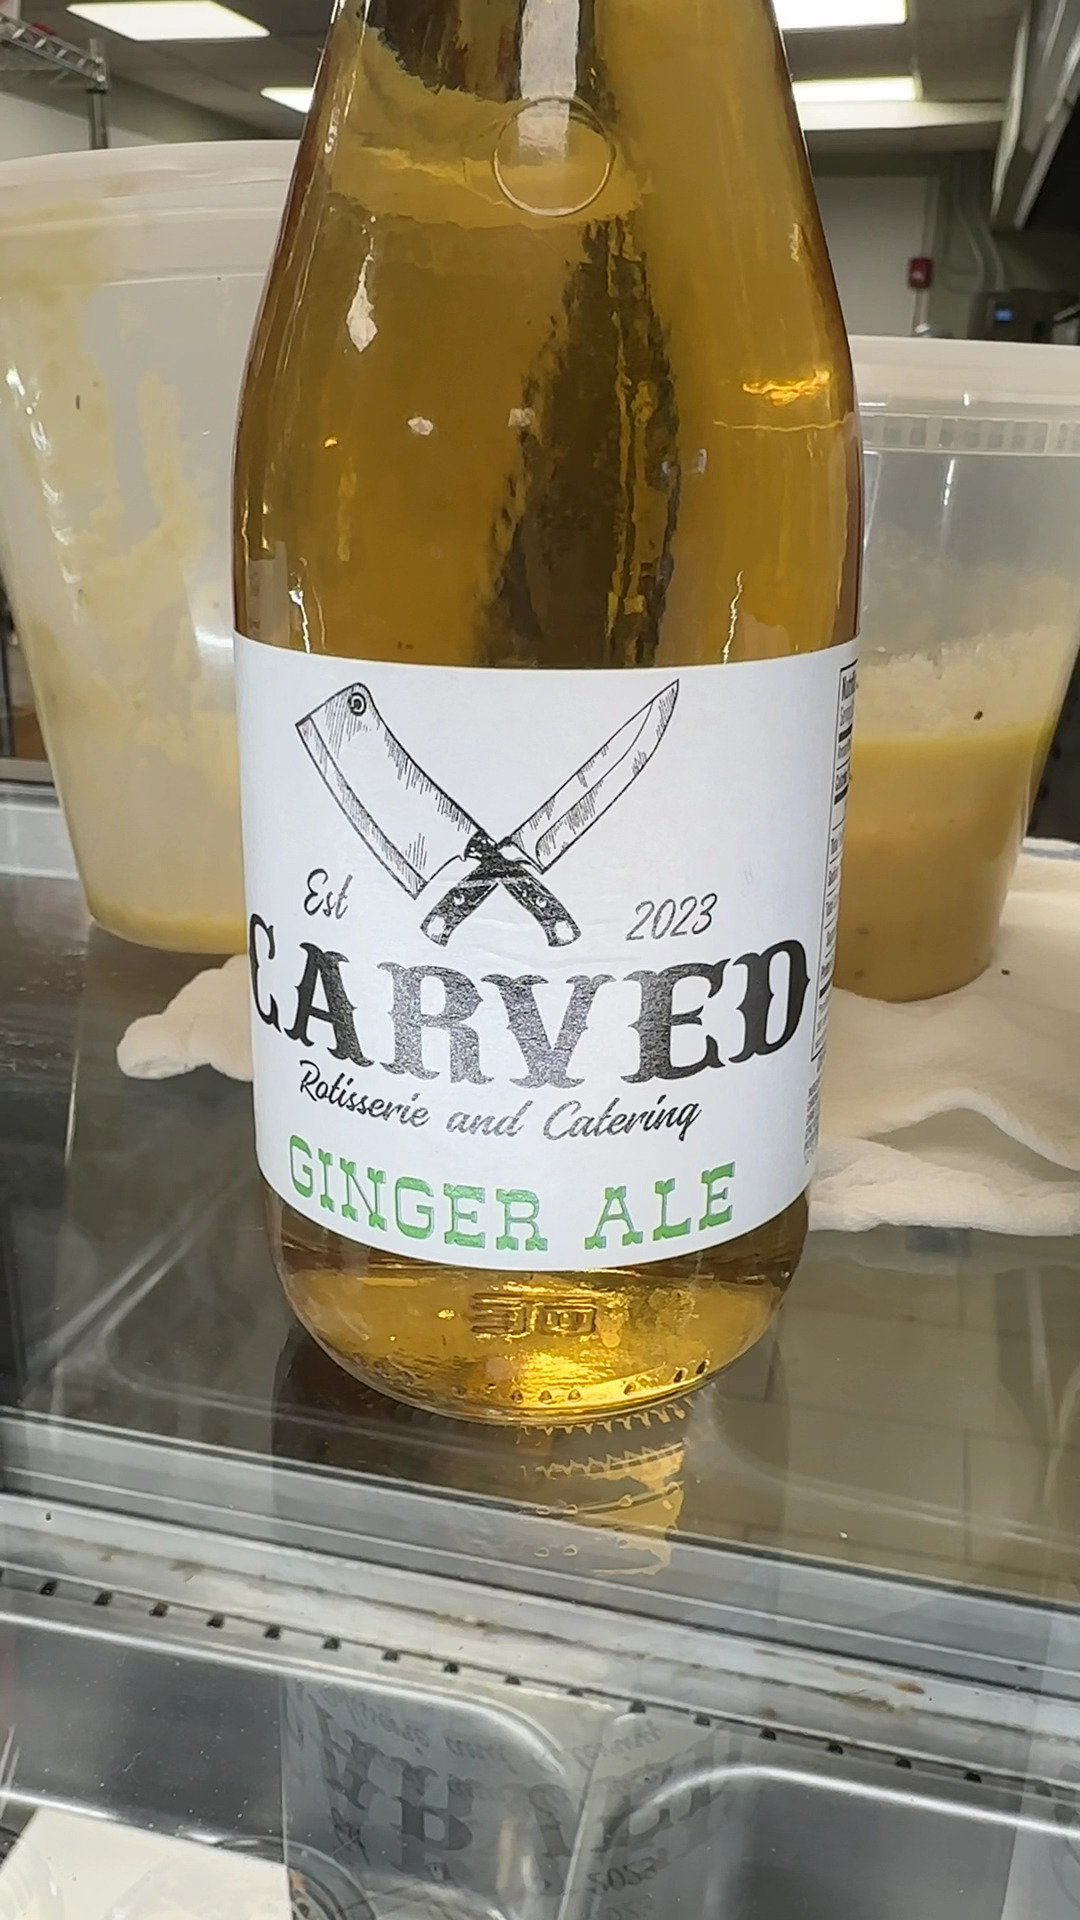 Est 2023
CARVED
Rotisserie and Catering
GINGER ALE